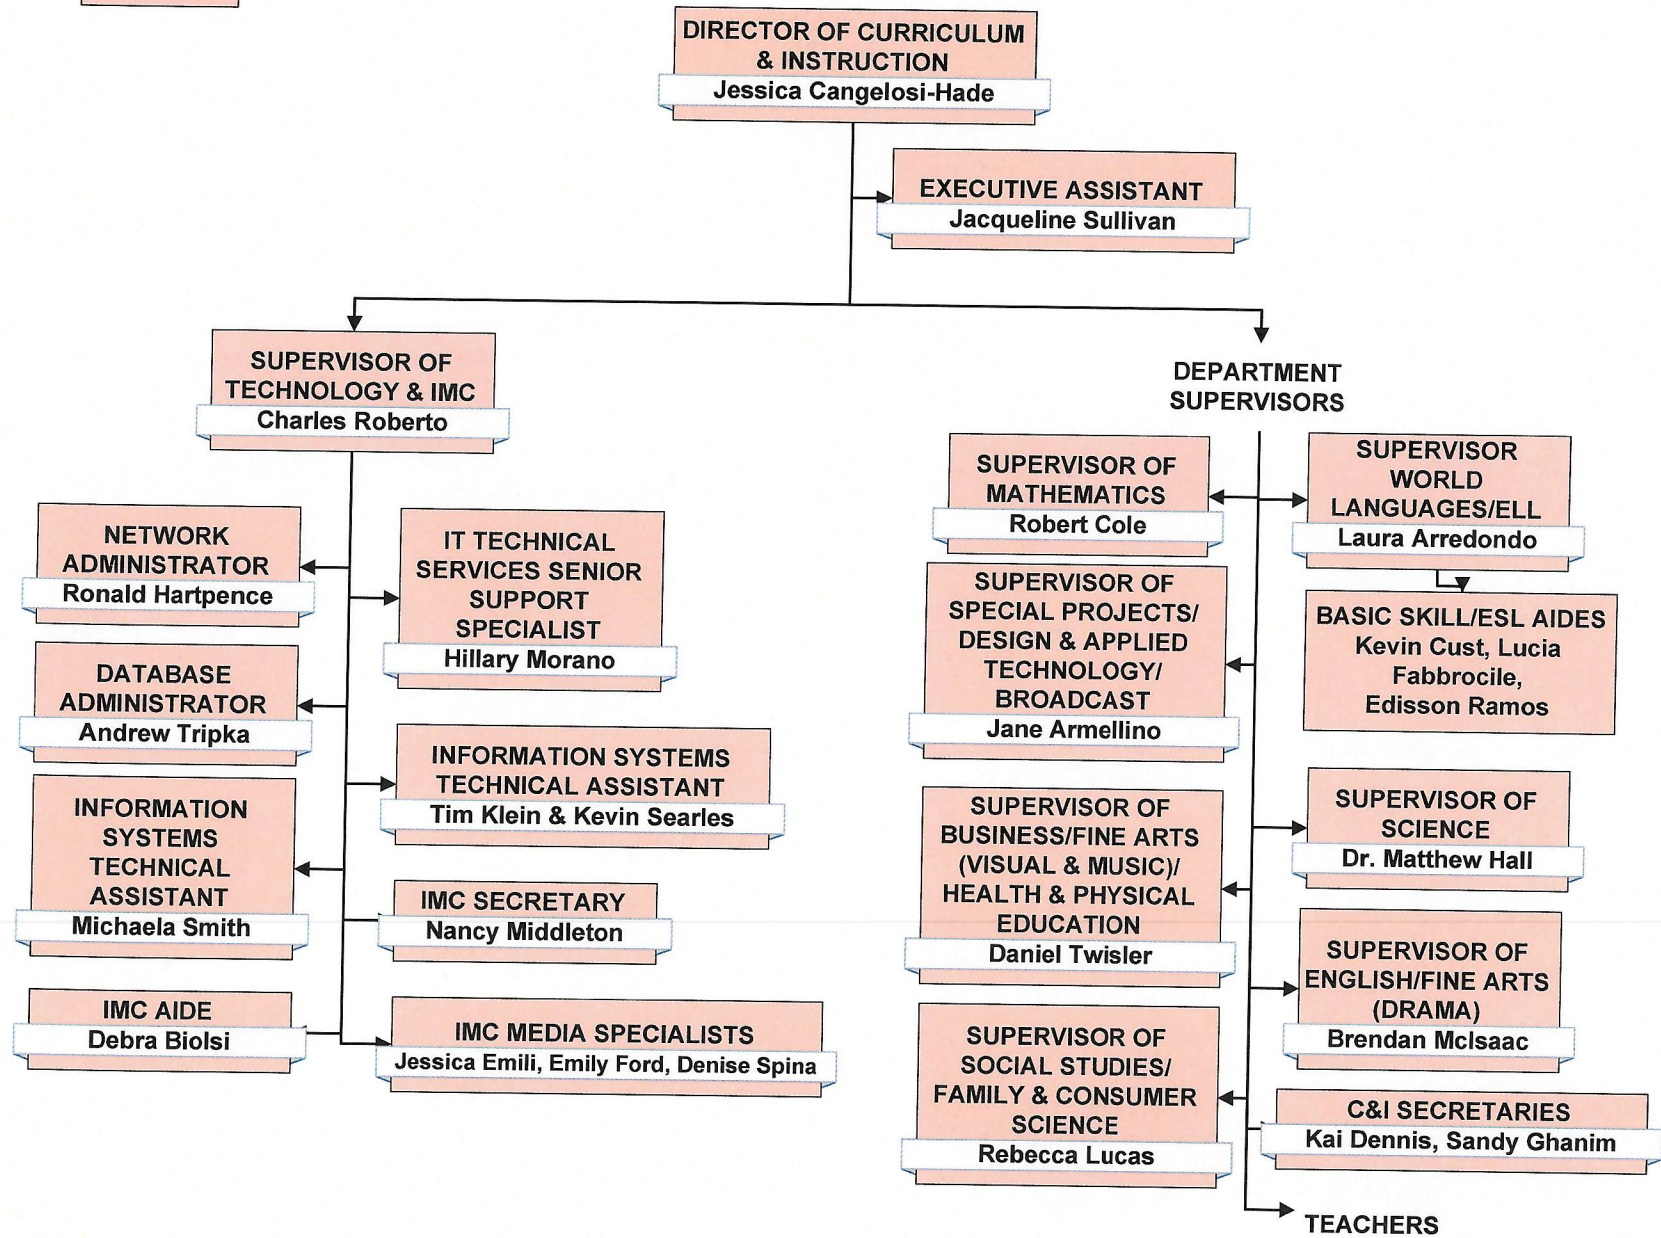 DIRECTOR OF CURRICULUM
& INSTRUCTION
Jessica Cangelosi-Hade
EXECUTIVE ASSISTANT
Jacqueline Sullivan
SUPERVISOR OF
TECHNOLOGY & IMC
Charles Roberto
NETWORK
ADMINISTRATOR
Ronald Hartpence
IT TECHNICAL
SERVICES SENIOR
SUPPORT
SPECIALIST
Hillary Morano
DATABASE
ADMINISTRATOR
Andrew Tripka
INFORMATION SYSTEMS
TECHNICAL ASSISTANT
Tim Klein & Kevin Searles
INFORMATION
SYSTEMS
TECHNICAL
ASSISTANT
Michaela Smith
IMC SECRETARY
Nancy Middleton
IMC AIDE
Debra Biolsi
IMC MEDIA SPECIALISTS
Jessica Emili, Emily Ford, Denise Spina
DEPARTMENT
SUPERVISORS
SUPERVISOR OF
MATHEMATICS
Robert Cole
SUPERVISOR
WORLD
LANGUAGES/ELL
Laura Arredondo
BASIC SKILL/ESL AIDES
Kevin Cust, Lucia
Fabbrocile,
Edisson Ramos
SUPERVISOR OF
SPECIAL PROJECTS/
DESIGN & APPLIED
TECHNOLOGY/
BROADCAST
Jane Armellino
SUPERVISOR OF
SCIENCE
Dr. Matthew Hall
SUPERVISOR OF
BUSINESS/FINE ARTS
(VISUAL & MUSIC)/
HEALTH & PHYSICAL
EDUCATION
Daniel Twisler
SUPERVISOR OF
ENGLISH/FINE ARTS
(DRAMA)
Brendan McIsaac
SUPERVISOR OF
SOCIAL STUDIES/
FAMILY & CONSUMER
SCIENCE
Rebecca Lucas
C&I SECRETARIES
Kai Dennis, Sandy Ghanim
TEACHERS